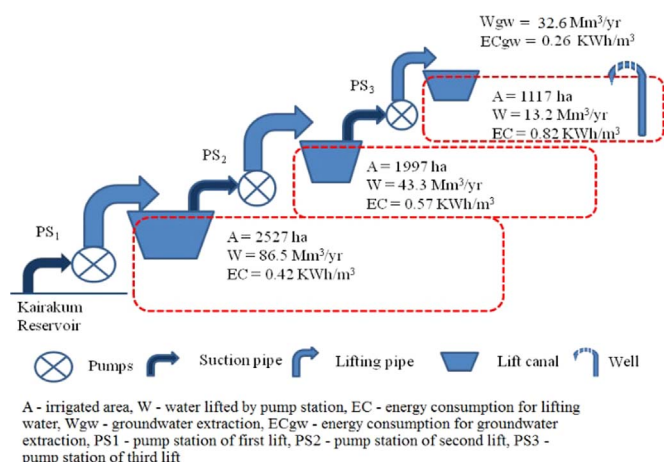 Wgw = 32.6 Mm³/yr
ECgw = 0.26 KWh/m³
PS₃
A = 1117 ha
W = 13.2 Mm³/yr
EC = 0.82 KWh/m³
PS₂
A = 1997 ha
W = 43.3 Mm³/yr
EC = 0.57 KWh/m³
PS₁
A = 2527 ha
W = 86.5 Mm³/yr
EC = 0.42 KWh/m³
Kairakum
Reservoir
Pumps
Suction pipe
Lifting pipe
Lift canal
Well
A - irrigated area, W - water lifted by pump station, EC - energy consumption for lifting
water, Wgw - groundwater extraction, ECgw - energy consumption for groundwater
extraction, PS1 - pump station of first lift, PS2 - pump station of second lift, PS3 -
pump station of third lift